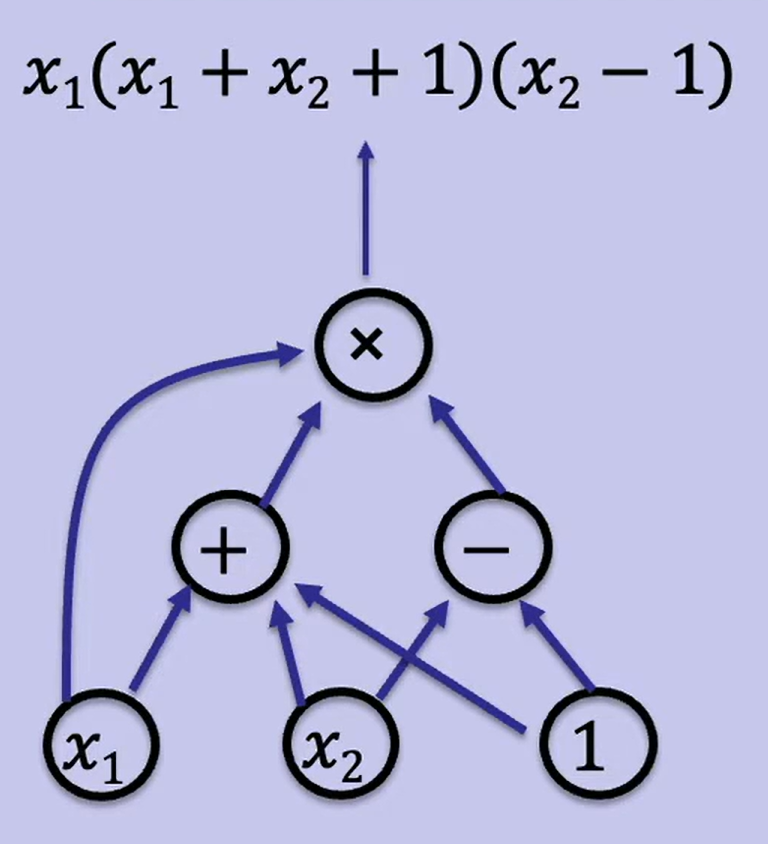 x₁(x₁ + x₂ + 1)(x₂ − 1)
×
+ −
x₁ x₂ 1